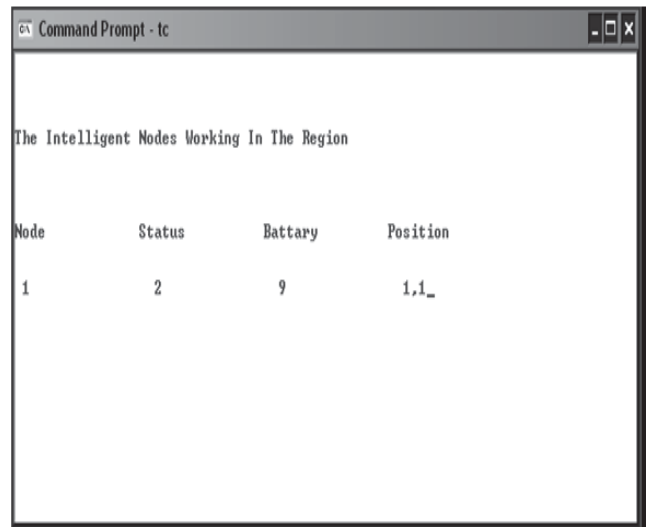 Command Prompt - tc
The Intelligent Nodes Working In The Region
Node Status Battary Position
1 2 9 1,1_